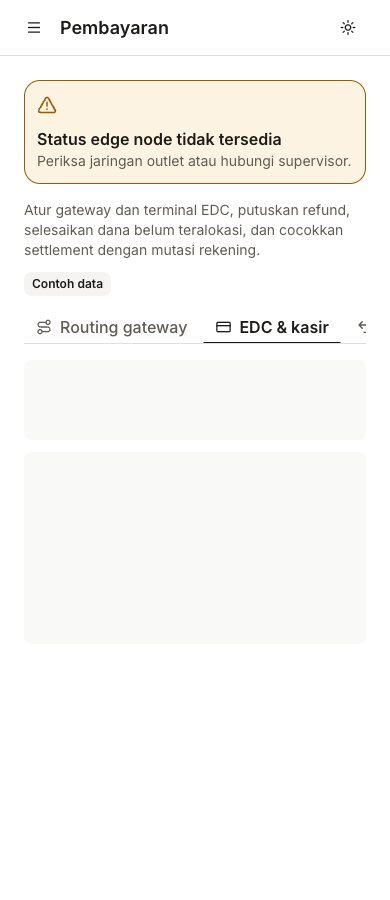 Pembayaran
Status edge node tidak tersedia
Periksa jaringan outlet atau hubungi supervisor.
Atur gateway dan terminal EDC, putuskan refund,
selesaikan dana belum teralokasi, dan cocokkan
settlement dengan mutasi rekening.
Contoh data
Routing gateway
EDC & kasir